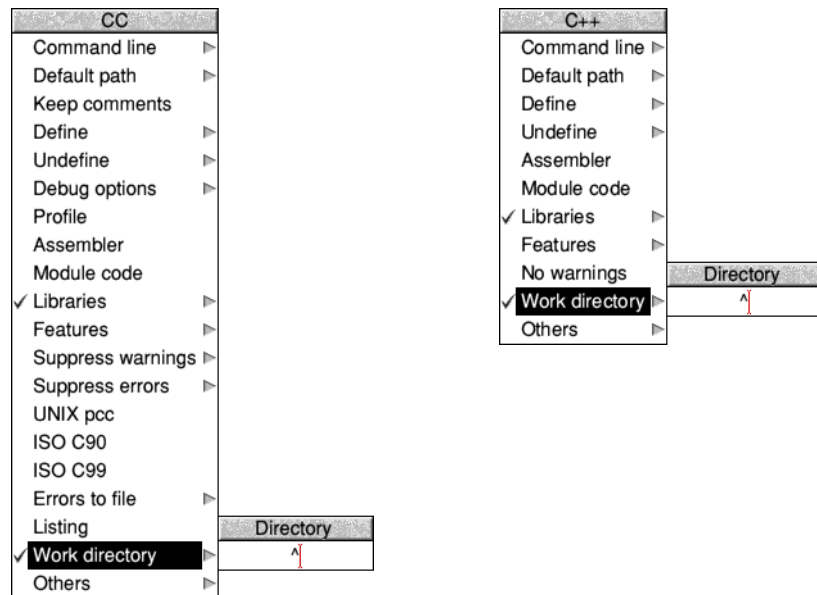 CC
Command line
Default path
Keep comments
Define
Undefine
Debug options
Profile
Assembler
Module code
✓ Libraries
Features
Suppress warnings
Suppress errors
UNIX pcc
ISO C90
ISO C99
Errors to file
Listing
✓ Work directory
Others
Directory
^
C++
Command line
Default path
Define
Undefine
Assembler
Module code
✓ Libraries
Features
No warnings
✓ Work directory
Others
Directory
^